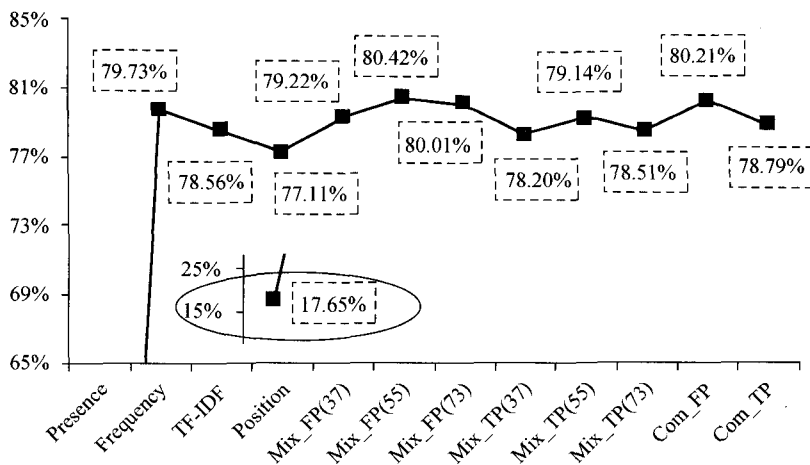 85%
81%
77%
73%
69%
65%
79.73%
78.56%
79.22%
77.11%
80.42%
80.01%
78.20%
79.14%
78.51%
80.21%
78.79%
25%
15%
17.65%
Presence
Frequency
TF-IDF
Position
Mix_FP(37)
Mix_FP(55)
Mix_FP(73)
Mix_TP(37)
Mix_TP(55)
Mix_TP(73)
Com_FP
Com_TP